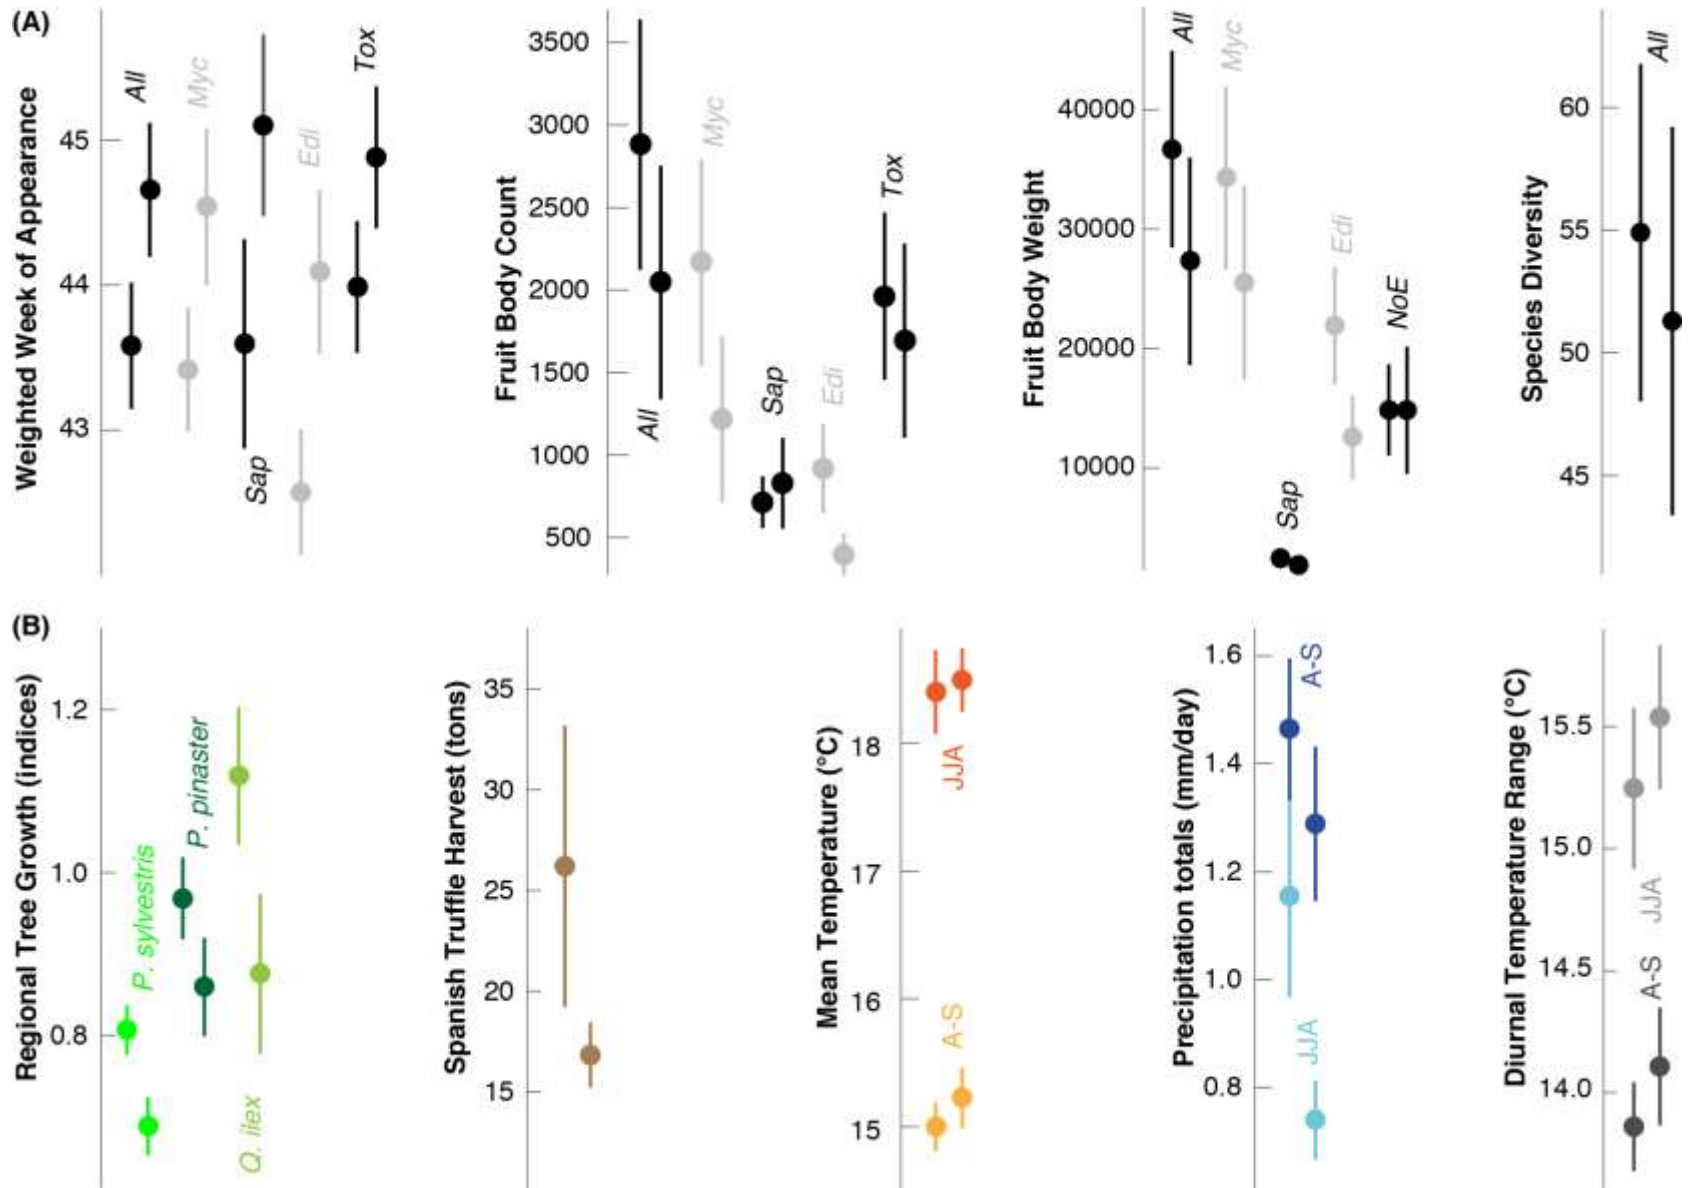 (A)
Weighted Week of Appearance
45
44
43
All
Myc
Sap
Edi
Tox
Fruit Body Count
3500
3000
2500
2000
1500
1000
500
All
Myc
Sap
Edi
Tox
Fruit Body Weight
40000
30000
20000
10000
All
Myc
Sap
Edi
NoE
Species Diversity
60
55
50
45
All
(B)
Regional Tree Growth (indices)
1.2
1.0
0.8
P. sylvestris
P. pinaster
Q. ilex
Spanish Truffle Harvest (tons)
35
30
25
20
15
Mean Temperature (°C)
18
17
16
15
JJA
A-S
Precipitation totals (mm/day)
1.6
1.4
1.2
1.0
0.8
A-S
JJA
Diurnal Temperature Range (°C)
15.5
15.0
14.5
14.0
JJA
A-S